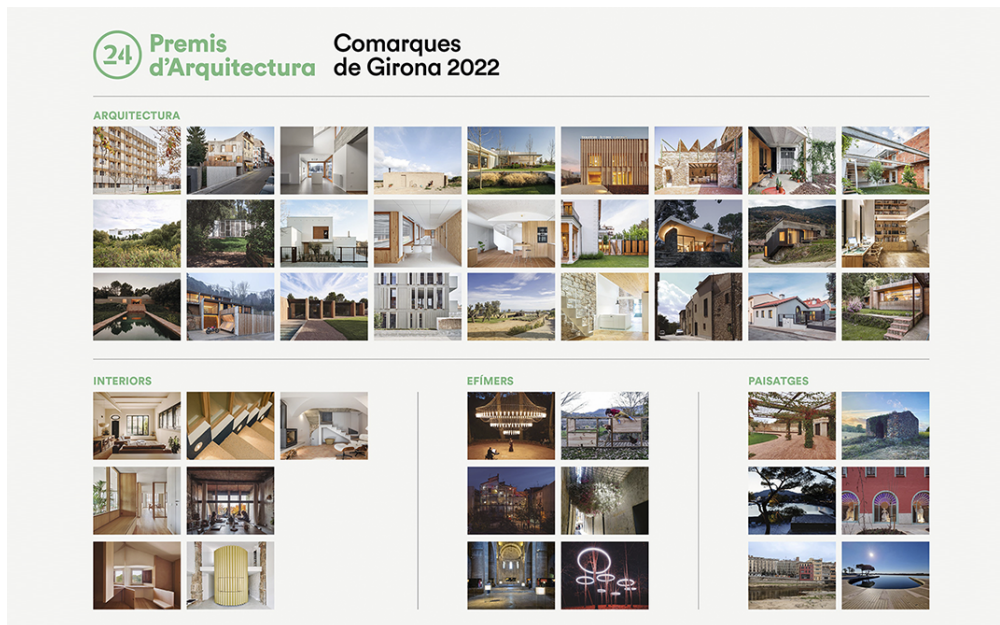 24
Premis
d'Arquitectura
Comarques
de Girona 2022
ARQUITECTURA
INTERIORS
EFÍMERS
PAISATGES